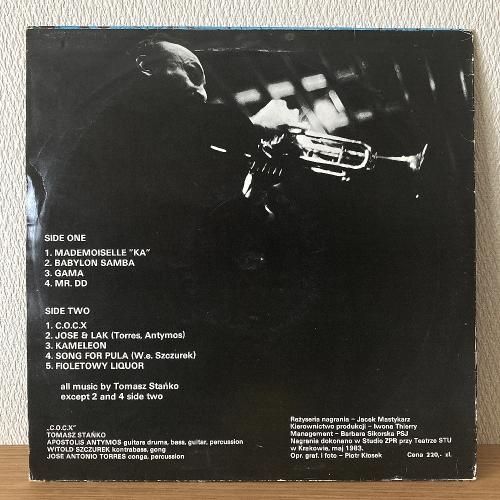 SIDE ONE
1. MADEMOISELLE "KA"
2. BABYLON SAMBA
3. GAMA
4. MR. DD
SIDE TWO
1. C.O.C.X
2. JOSE & LAK (Torres, Antymos)
3. KAMELEON
4. SONG FOR PULA (W.e. Szczurek)
5. FIOLETOWY LIQUOR
all music by Tomasz Stańko
except 2 and 4 side two
„C.O.C.X"
TOMASZ STAŃKO
APOSTOLIS ANTYMOS guitars drums, bass, guitar, percussion
WITOLD SZCZUREK kontrabass, gong
JOSE ANTONIO TORRES conga, percussion
Reżyseria nagrania – Jacek Mastykarz
Kierownictwo produkcji – Iwona Thierry
Management – Barbara Sikorska PSJ
Nagrania dokonano w Studio ZPR przy Teatrze STU
w Krakowie, maj 1983.
Opr. graf. i foto – Piotr Kłosek
Cena 220,- zł.